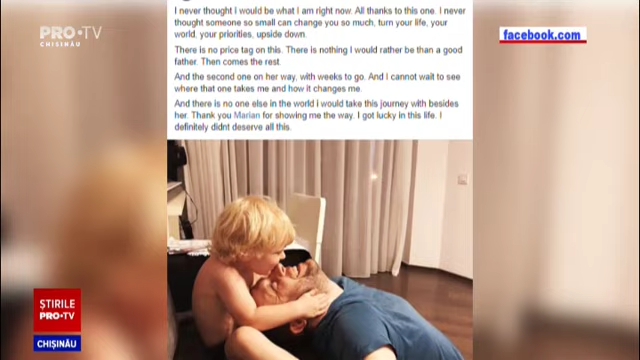 PRO•TV
CHIȘINĂU
facebook.com
I never thought I would be what I am right now. All thanks to this one. I never
thought someone so small can change you so much, turn your life, your
world, your priorities, upside down.
There is no price tag on this. There is nothing I would rather be than a good
father. Then comes the rest.
And the second one on her way, with weeks to go. And I cannot wait to see
where that one takes me and how it changes me.
And there is no one else in the world i would take this journey with besides
her. Thank you Marian for showing me the way. I got lucky in this life. I
definitely didnt deserve all this.
ȘTIRILE
PRO•TV
CHIȘINĂU